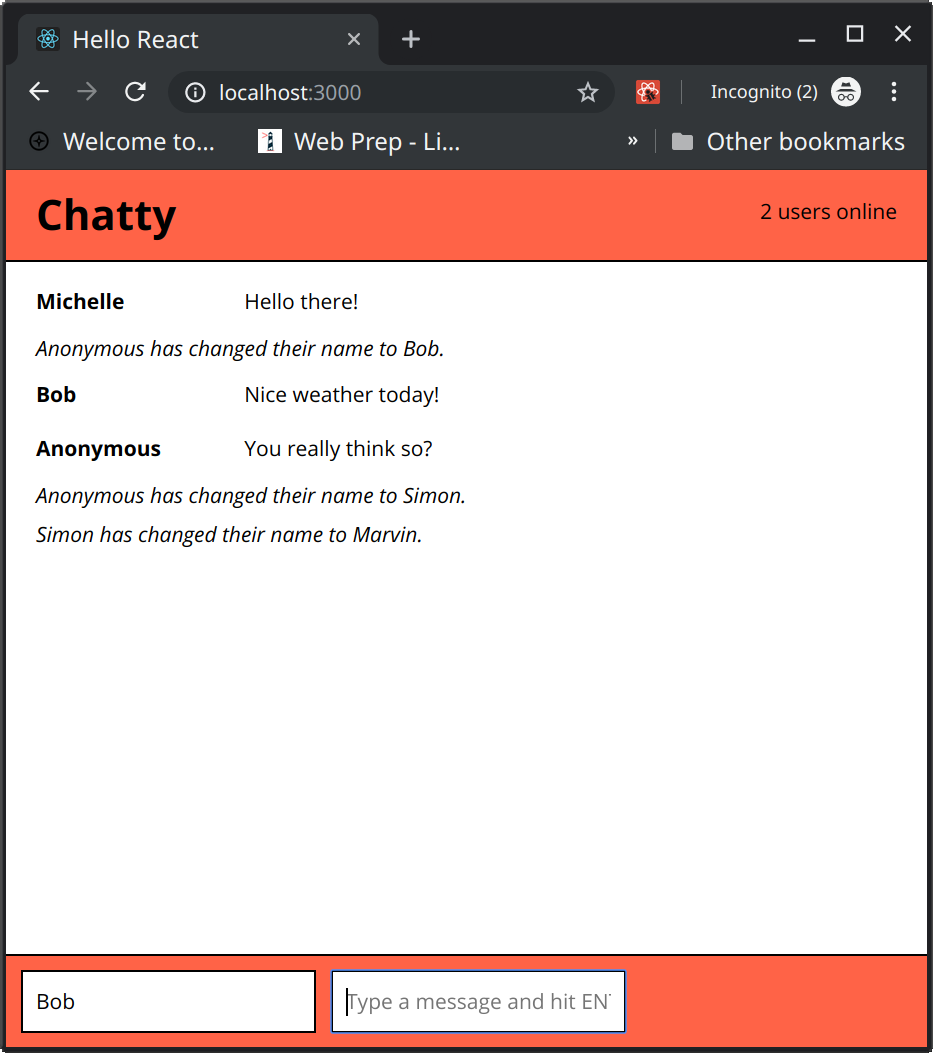 Hello React
localhost:3000
Incognito (2)
Welcome to...
Web Prep - Li...
»
Other bookmarks
Chatty
2 users online
Michelle Hello there!
Anonymous has changed their name to Bob.
Bob Nice weather today!
Anonymous You really think so?
Anonymous has changed their name to Simon.
Simon has changed their name to Marvin.
Bob
Type a message and hit EN